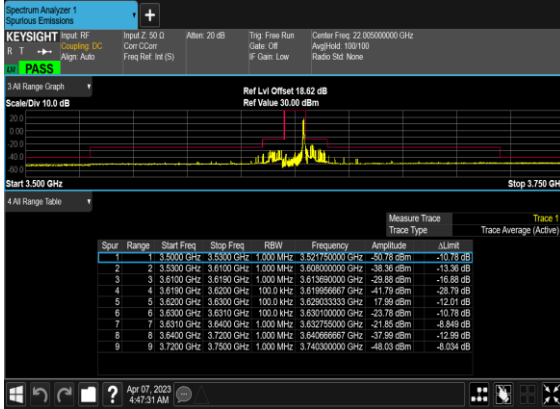 Spectrum Analyzer 1
Spurious Emissions
+
KEYSIGHT Input: RF Input Z: 50 Ω Atten: 20 dB Trig: Free Run Center Freq: 22.005000000 GHz
R T Coupling: DC Corr CCorr Gate: Off Avg|Hold: 100/100
Align: Auto Freq Ref: Int (S) IF Gain: Low Radio Std: None
PASS
3 All Range Graph
Ref Lvl Offset 18.62 dB
Scale/Div 10.0 dB Ref Value 30.00 dBm
20.0
0.00
-20.0
-40.0
-60.0
Start 3.500 GHz Stop 3.750 GH
4 All Range Table
Measure Trace Trace 1
Trace Type Trace Average (Active)
Spur Range Start Freq Stop Freq RBW Frequency Amplitude ΔLimit
1 1 3.5000 GHz 3.5300 GHz 1.000 MHz 3.521750000 GHz -50.78 dBm -10.78 dB
2 2 3.5300 GHz 3.6100 GHz 1.000 MHz 3.608000000 GHz -38.36 dBm -13.36 dB
3 3 3.6100 GHz 3.6190 GHz 1.000 MHz 3.613690000 GHz -29.88 dBm -16.88 dB
4 4 3.6190 GHz 3.6200 GHz 100.0 kHz 3.619956667 GHz -41.79 dBm -28.79 dB
5 5 3.6200 GHz 3.6300 GHz 100.0 kHz 3.629033333 GHz 17.99 dBm -12.01 dB
6 6 3.6300 GHz 3.6310 GHz 100.0 kHz 3.630100000 GHz -23.78 dBm -10.78 dB
7 7 3.6310 GHz 3.6400 GHz 1.000 MHz 3.632755000 GHz -21.85 dBm -8.849 dB
8 8 3.6400 GHz 3.7200 GHz 1.000 MHz 3.640666667 GHz -37.99 dBm -12.99 dB
9 9 3.7200 GHz 3.7500 GHz 1.000 MHz 3.740300000 GHz -48.03 dBm -8.034 dB
? Apr 07, 2023
4:47:31 AM